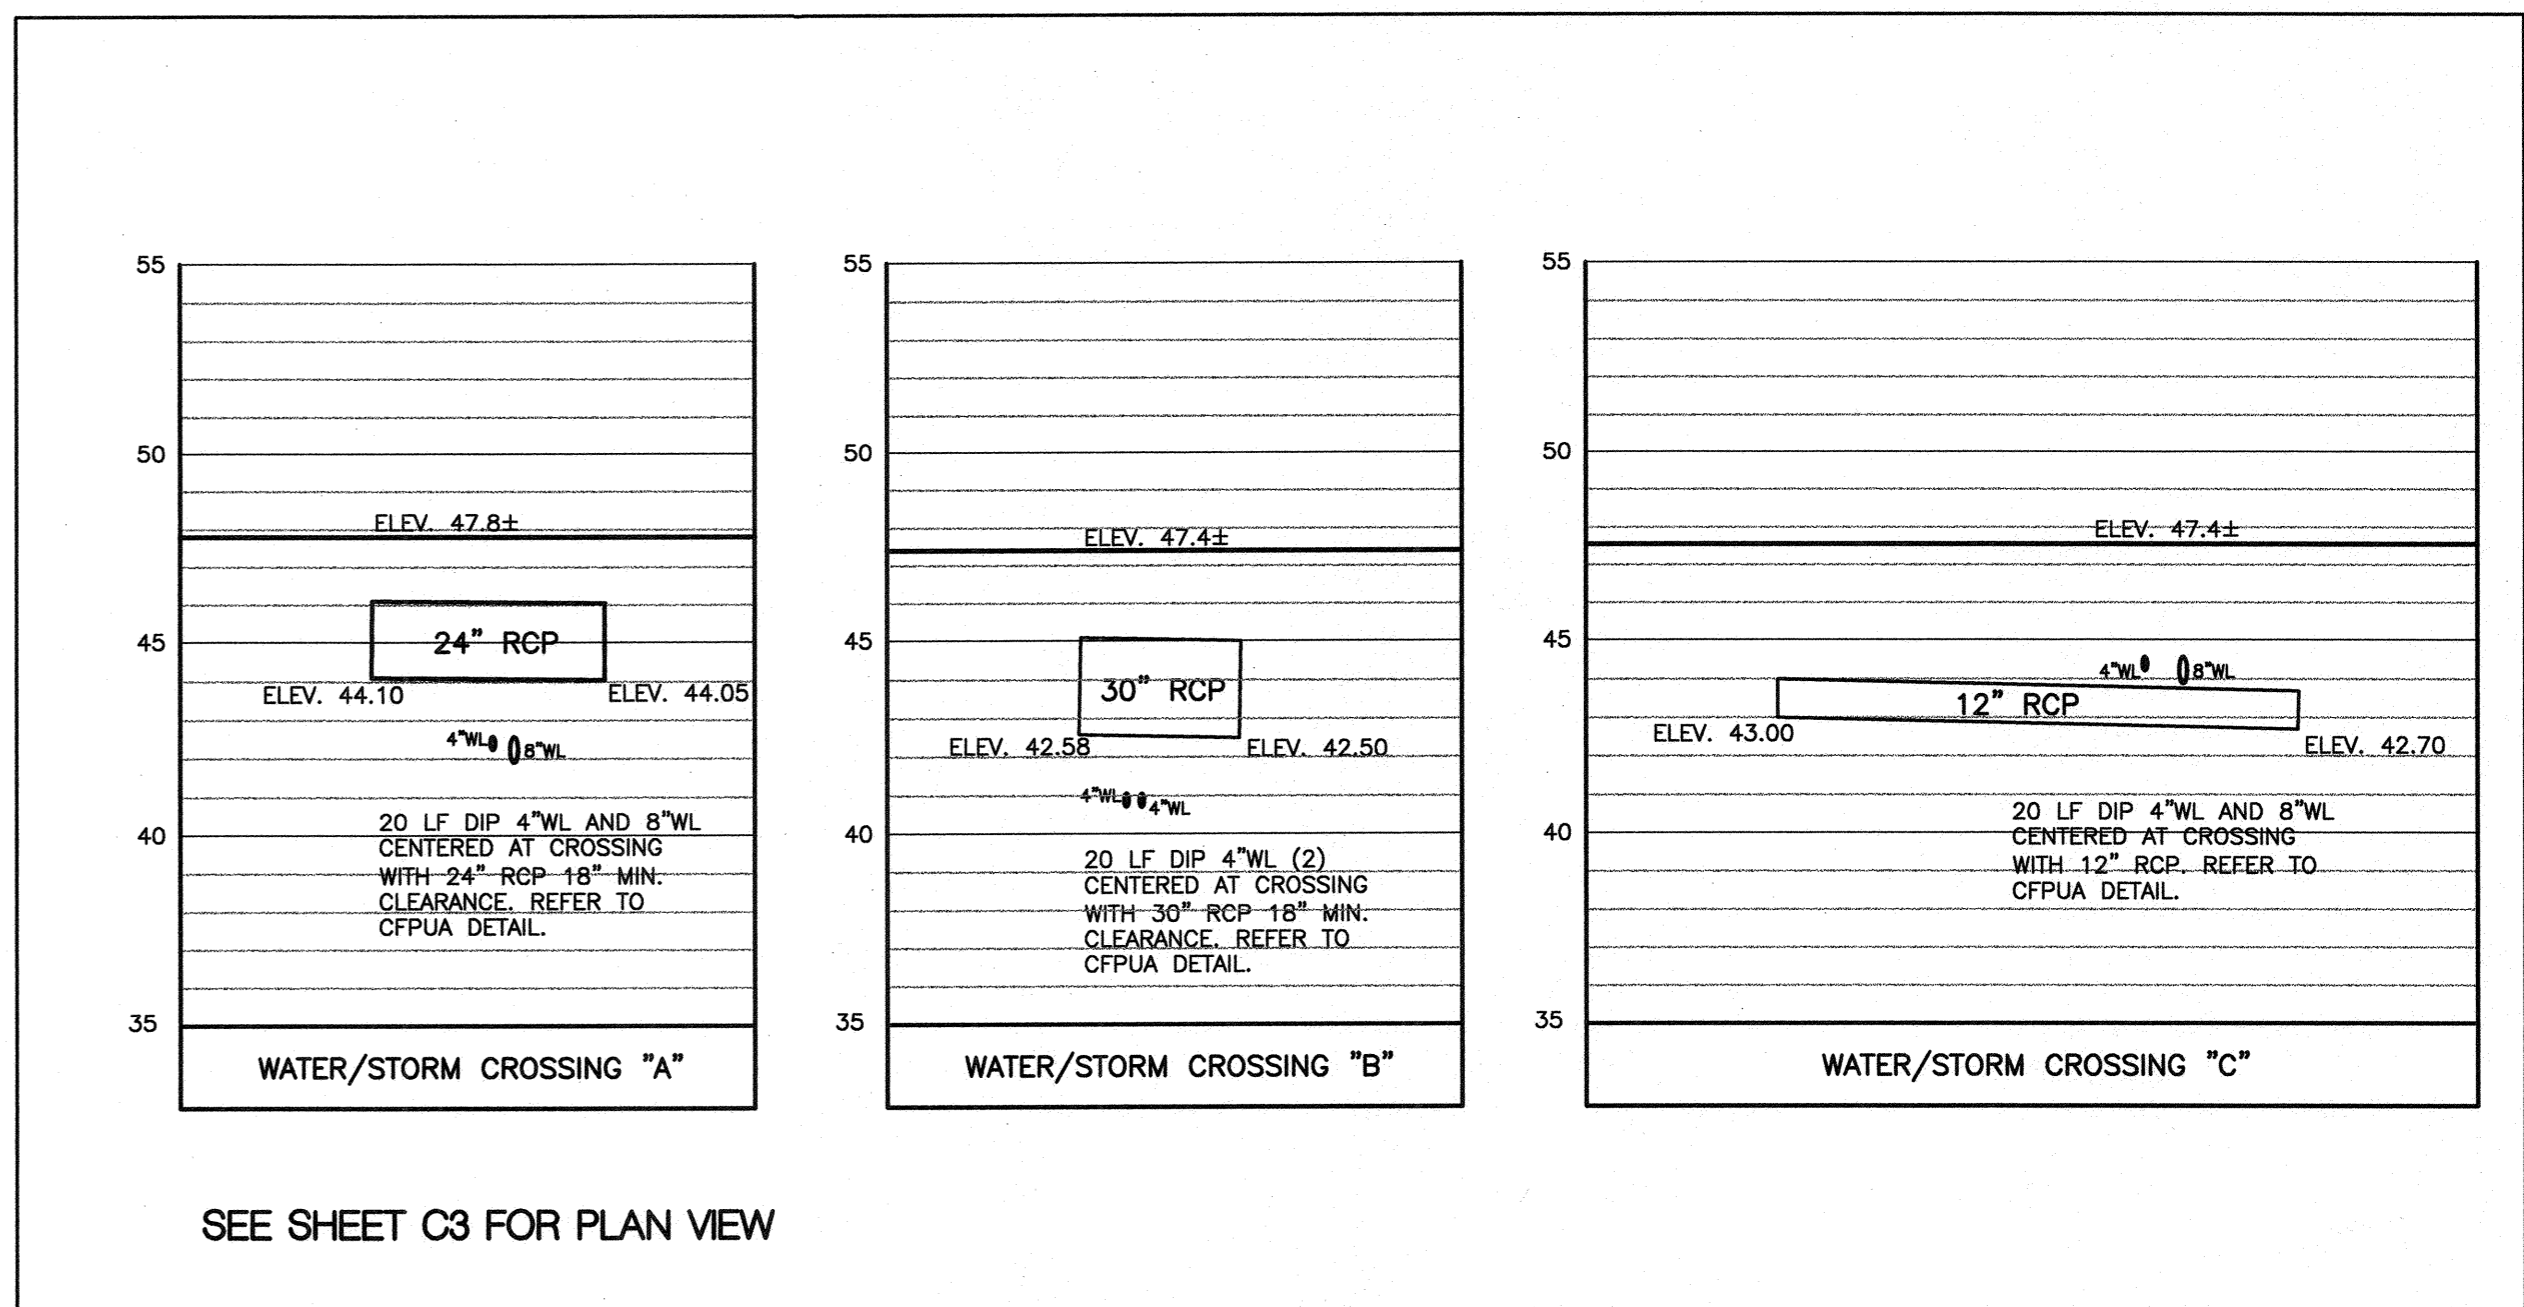 55
50
45
40
35
ELEV. 47.8±
24" RCP
ELEV. 44.10
ELEV. 44.05
4"WL
8"WL
20 LF DIP 4"WL AND 8"WL
CENTERED AT CROSSING
WITH 24" RCP 18" MIN.
CLEARANCE. REFER TO
CFPUA DETAIL.
WATER/STORM CROSSING "A"
55
50
45
40
35
ELEV. 47.4±
30" RCP
ELEV. 42.58
ELEV. 42.50
4"WL
4"WL
20 LF DIP 4"WL (2)
CENTERED AT CROSSING
WITH 30" RCP 18" MIN.
CLEARANCE. REFER TO
CFPUA DETAIL.
WATER/STORM CROSSING "B"
55
50
45
40
35
ELEV. 47.4±
4"WL
8"WL
12" RCP
ELEV. 43.00
ELEV. 42.70
20 LF DIP 4"WL AND 8"WL
CENTERED AT CROSSING
WITH 12" RCP. REFER TO
CFPUA DETAIL.
WATER/STORM CROSSING "C"
SEE SHEET C3 FOR PLAN VIEW